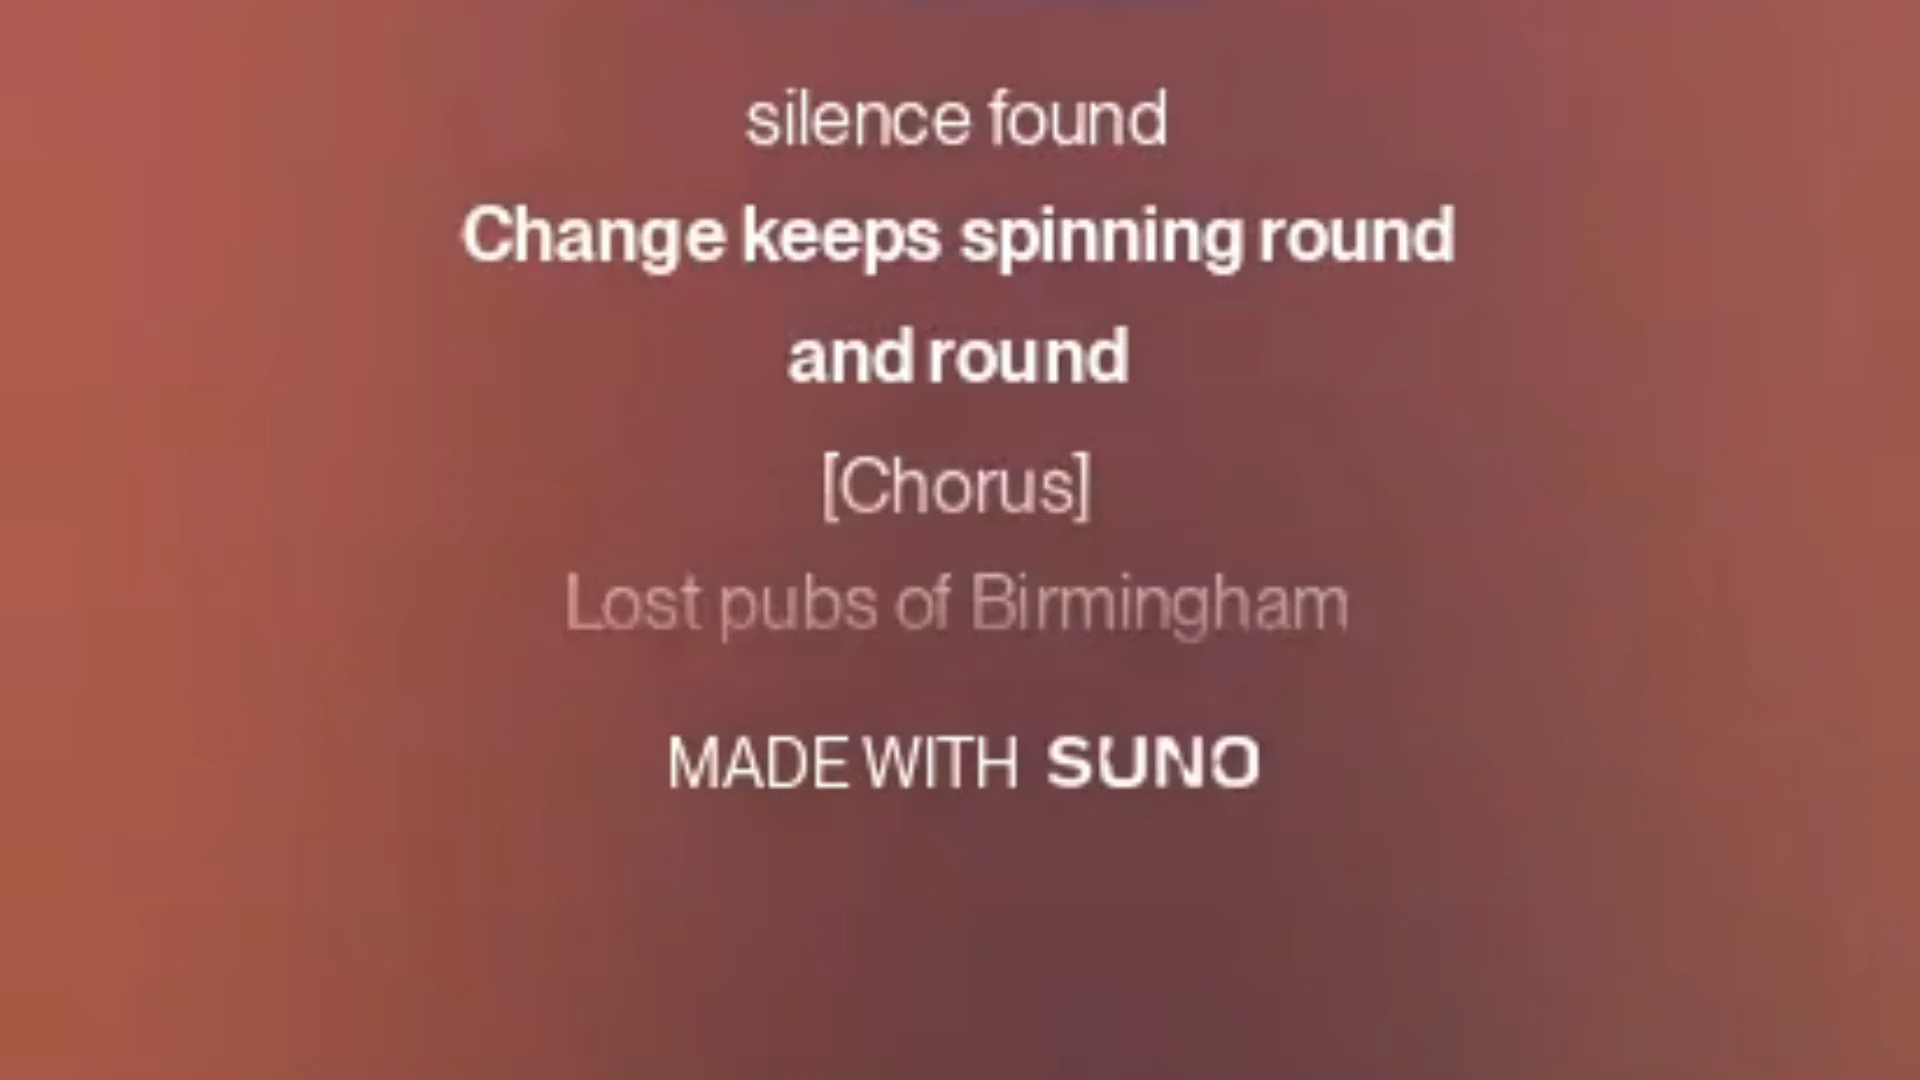 silence found
Change keeps spinning round
and round
[Chorus]
Lost pubs of Birmingham
MADE WITH SUNO